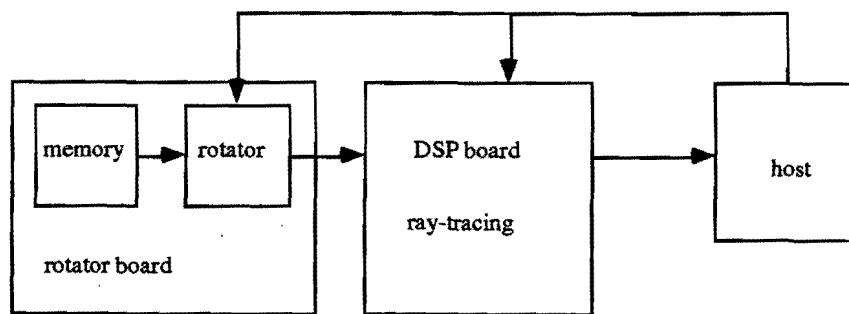 memory
rotator
rotator board
DSP board
ray-tracing
host